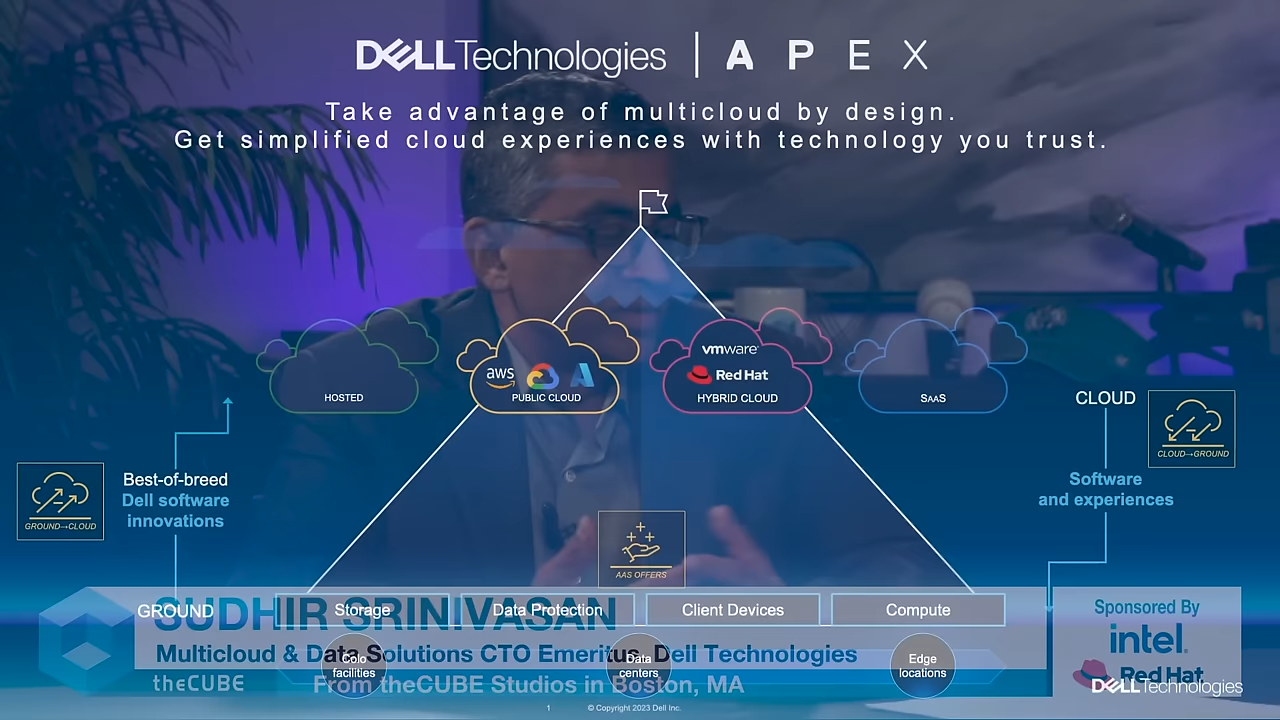 DELLTechnologies | APEX
Take advantage of multicloud by design.
Get simplified cloud experiences with technology you trust.
HOSTED
aws
PUBLIC CLOUD
vmware®
Red Hat
HYBRID CLOUD
SAAS
CLOUD
CLOUD→GROUND
Best-of-breed
Dell software
innovations
GROUND→CLOUD
Software
and experiences
AAS OFFERS
GROUND
Storage
Data Protection
Client Devices
Compute
SUDHIR SRINIVASAN
Multicloud & Data Solutions CTO Emeritus, Dell Technologies
From theCUBE Studios in Boston, MA
theCUBE
Colo
facilities
Data
centers
Edge
locations
Sponsored By
intel.
Red Hat
DELLTechnologies
1
© Copyright 2023 Dell Inc.